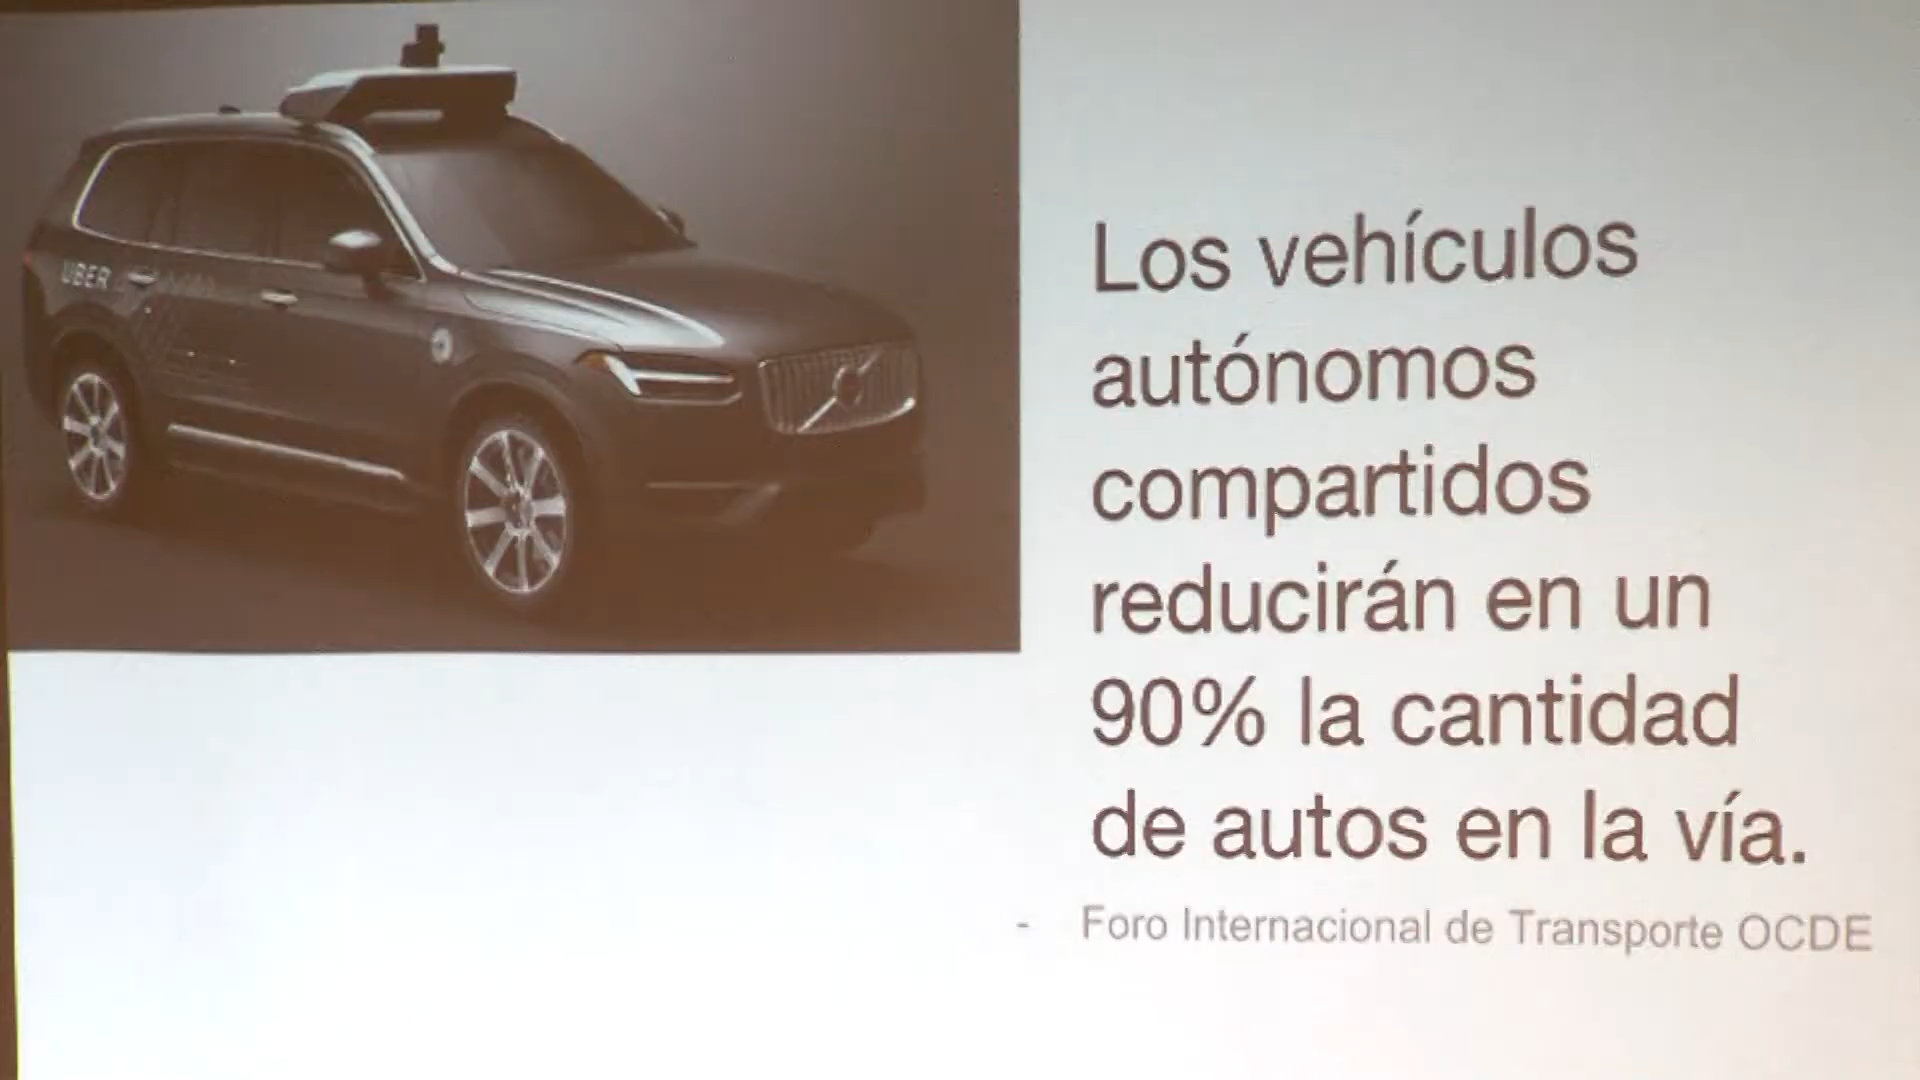 UBER
Los vehículos
autónomos
compartidos
reducirán en un
90% la cantidad
de autos en la vía.
- Foro Internacional de Transporte OCDE